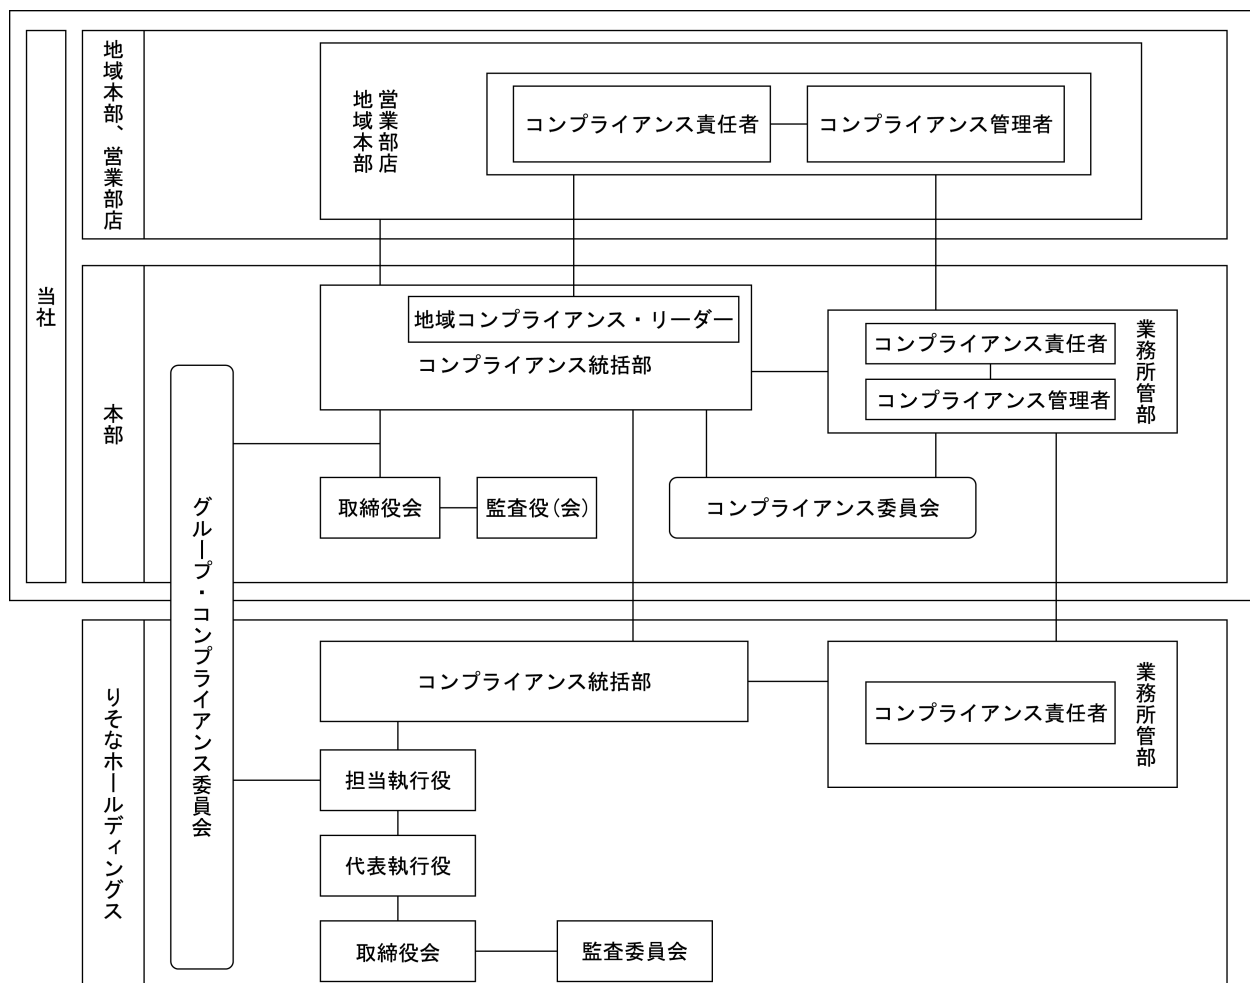 当社
地域本部、営業部店
営業部店
地域本部
コンプライアンス責任者
コンプライアンス管理者
本部
地域コンプライアンス・リーダー
コンプライアンス統括部
コンプライアンス責任者
コンプライアンス管理者
業務所管部
取締役会
監査役(会)
コンプライアンス委員会
グループ・コンプライアンス委員会
りそなホールディングス
コンプライアンス統括部
コンプライアンス責任者
業務所管部
担当執行役
代表執行役
取締役会
監査委員会